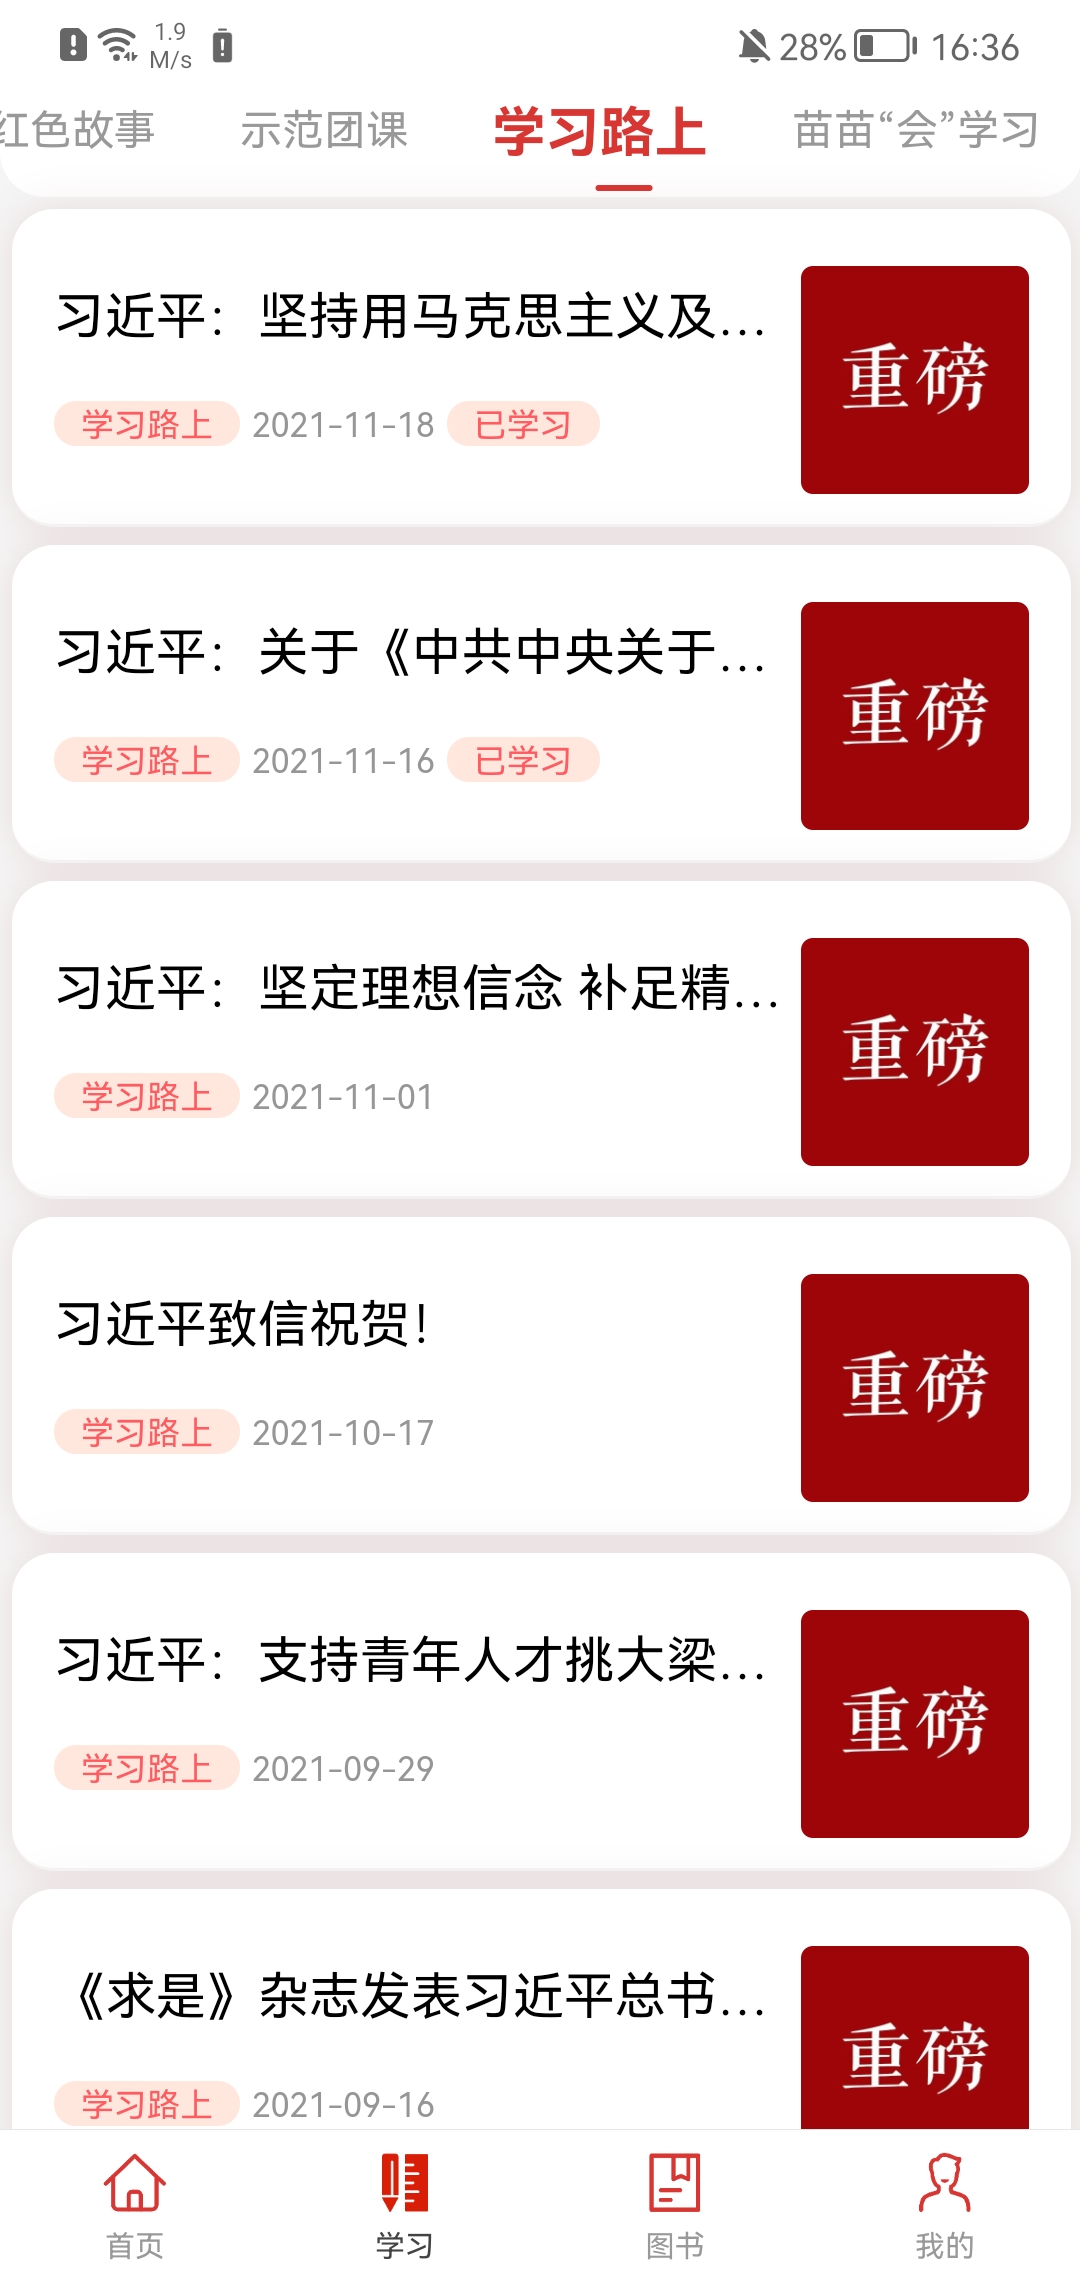 1.9
M/s
28%
16:36
红色故事
示范团课
学习路上
苗苗“会”学习
习近平：坚持用马克思主义及...
重磅
学习路上 2021-11-18 已学习
习近平：关于《中共中央关于...
重磅
学习路上 2021-11-16 已学习
习近平：坚定理想信念 补足精...
重磅
学习路上 2021-11-01
习近平致信祝贺！
重磅
学习路上 2021-10-17
习近平：支持青年人才挑大梁...
重磅
学习路上 2021-09-29
《求是》杂志发表习近平总书...
重磅
学习路上 2021-09-16
首页
学习
图书
我的